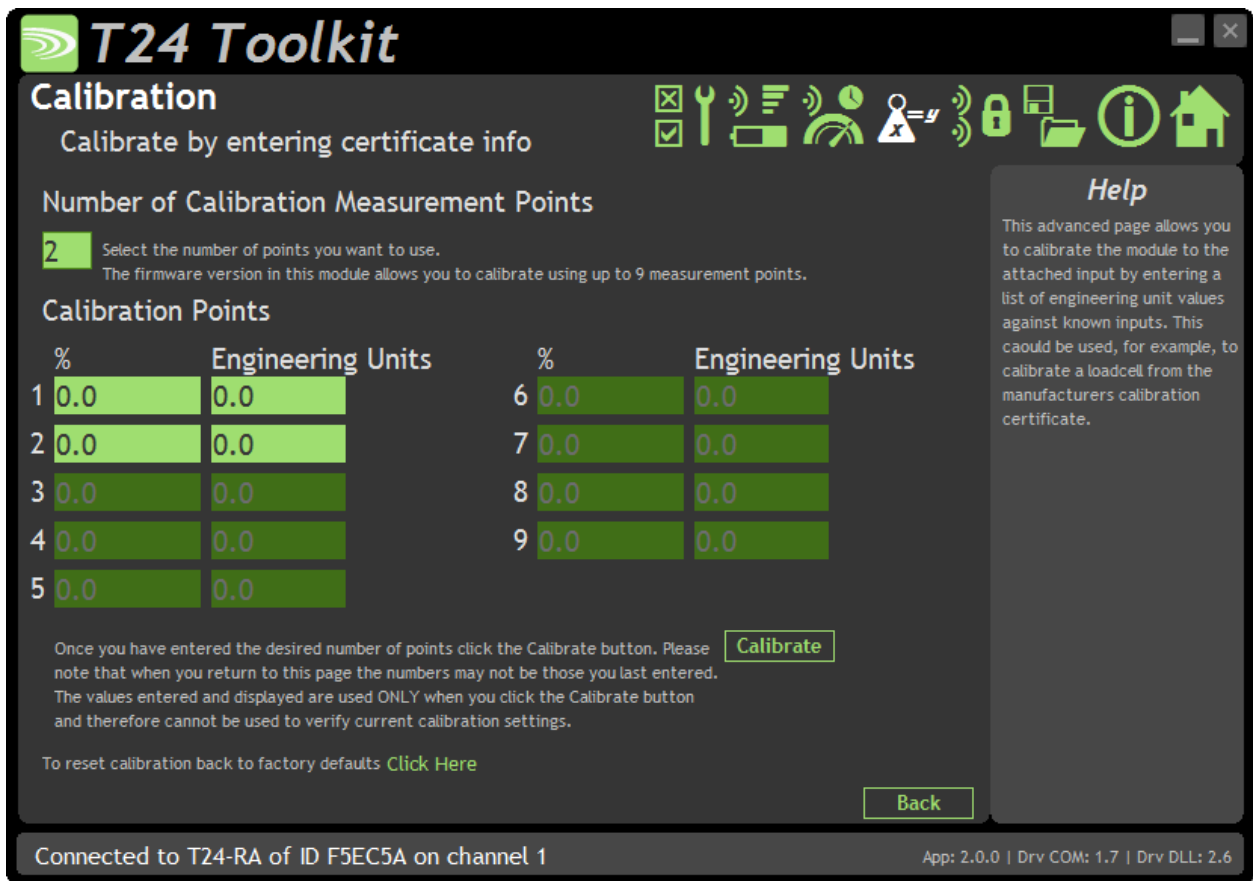 T24 Toolkit
Calibration
Calibrate by entering certificate info
x=y
Number of Calibration Measurement Points
2
Select the number of points you want to use.
The firmware version in this module allows you to calibrate using up to 9 measurement points.
Calibration Points
% Engineering Units % Engineering Units
1 0.0 0.0 6 0.0 0.0
2 0.0 0.0 7 0.0 0.0
3 0.0 0.0 8 0.0 0.0
4 0.0 0.0 9 0.0 0.0
5 0.0 0.0
Once you have entered the desired number of points click the Calibrate button. Please
note that when you return to this page the numbers may not be those you last entered.
The values entered and displayed are used ONLY when you click the Calibrate button
and therefore cannot be used to verify current calibration settings.
Calibrate
To reset calibration back to factory defaults Click Here
Back
Help
This advanced page allows you
to calibrate the module to the
attached input by entering a
list of engineering unit values
against known inputs. This
caould be used, for example, to
calibrate a loadcell from the
manufacturers calibration
certificate.
Connected to T24-RA of ID F5EC5A on channel 1
App: 2.0.0 | Drv COM: 1.7 | Drv DLL: 2.6